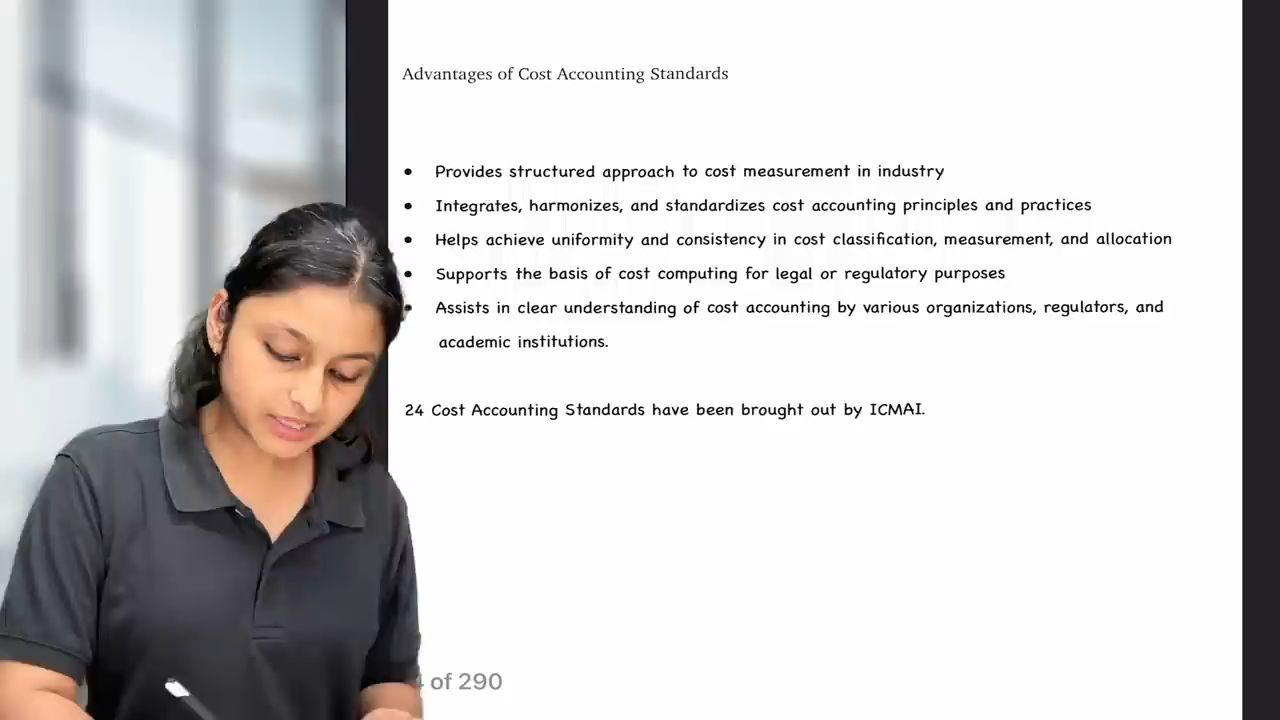 Advantages of Cost Accounting Standards
• Provides structured approach to cost measurement in industry
• Integrates, harmonizes, and standardizes cost accounting principles and practices
• Helps achieve uniformity and consistency in cost classification, measurement, and allocation
• Supports the basis of cost computing for legal or regulatory purposes
• Assists in clear understanding of cost accounting by various organizations, regulators, and
academic institutions.
24 Cost Accounting Standards have been brought out by ICMAI.
of 290